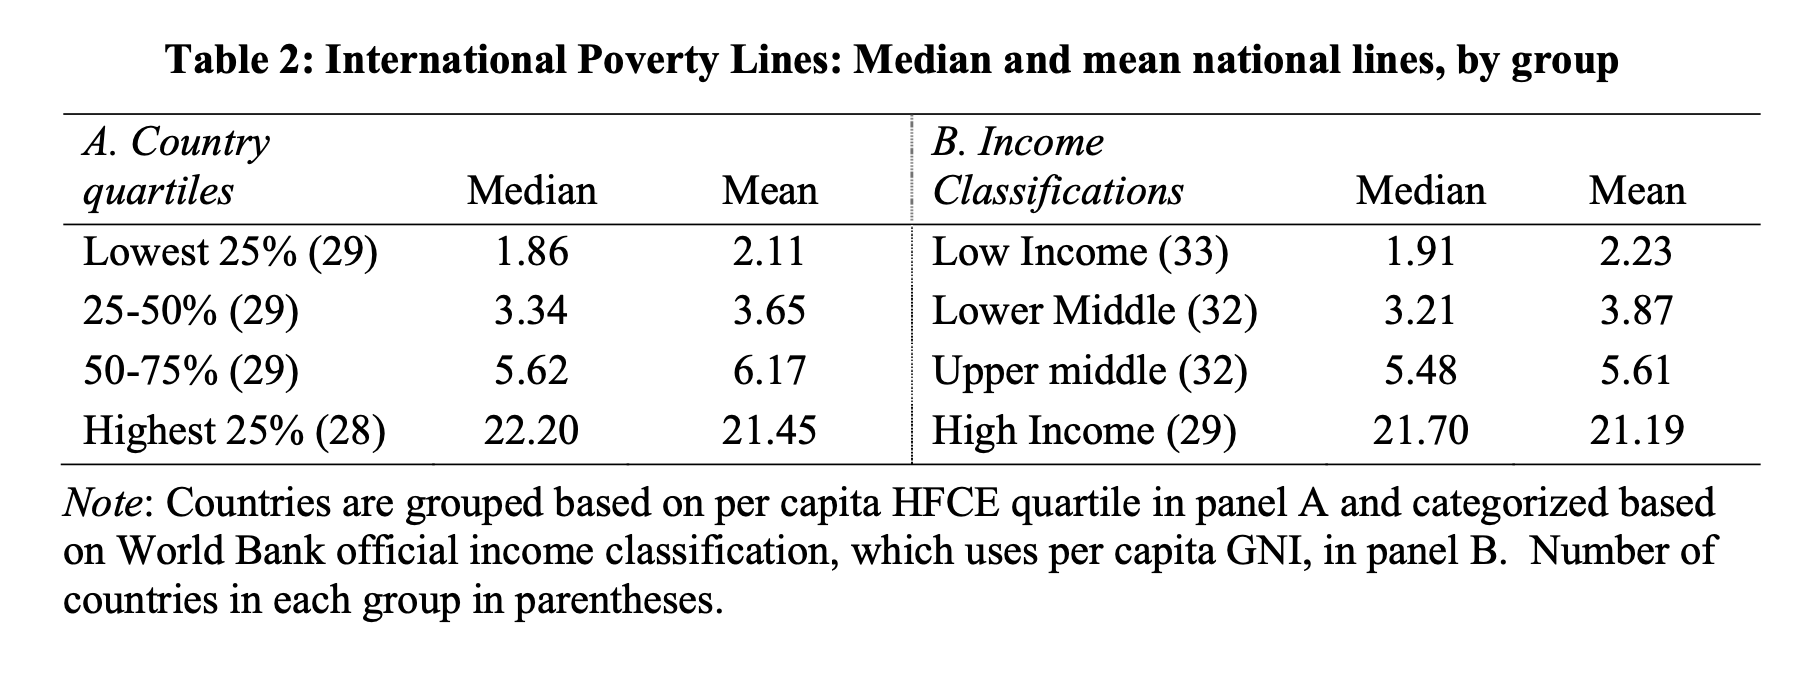 Table 2: International Poverty Lines: Median and mean national lines, by group
A. Country quartiles Median Mean B. Income Classifications Median Mean
Lowest 25% (29) 1.86 2.11 Low Income (33) 1.91 2.23
25-50% (29) 3.34 3.65 Lower Middle (32) 3.21 3.87
50-75% (29) 5.62 6.17 Upper middle (32) 5.48 5.61
Highest 25% (28) 22.20 21.45 High Income (29) 21.70 21.19
Note: Countries are grouped based on per capita HFCE quartile in panel A and categorized based
on World Bank official income classification, which uses per capita GNI, in panel B. Number of
countries in each group in parentheses.